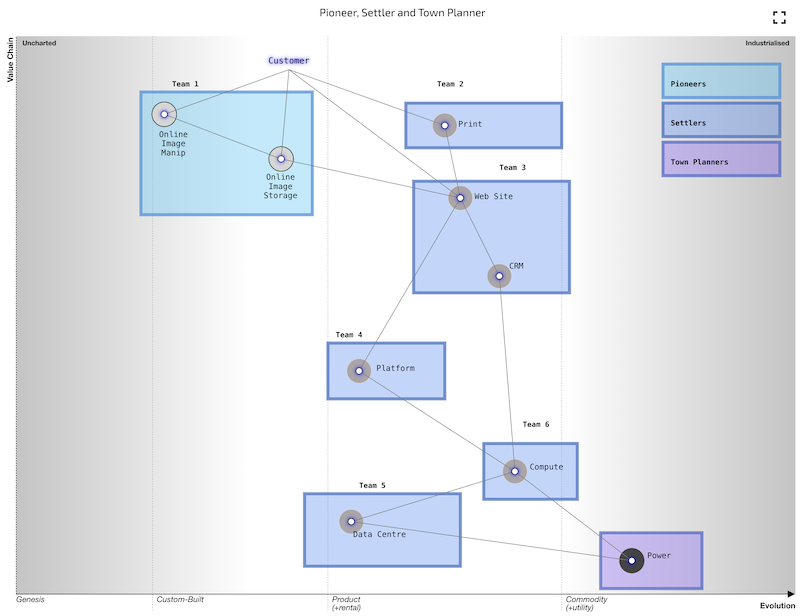 Pioneer, Settler and Town Planner
Value Chain
Uncharted
Industrialised
Customer
Team 1
Team 2
Pioneers
Settlers
Town Planners
Online
Image
Manip
Print
Online
Image
Storage
Team 3
Web Site
CRM
Team 4
Platform
Team 6
Compute
Team 5
Data Centre
Power
Genesis
Custom-Built
Product
(+rental)
Commodity
(+utility)
Evolution